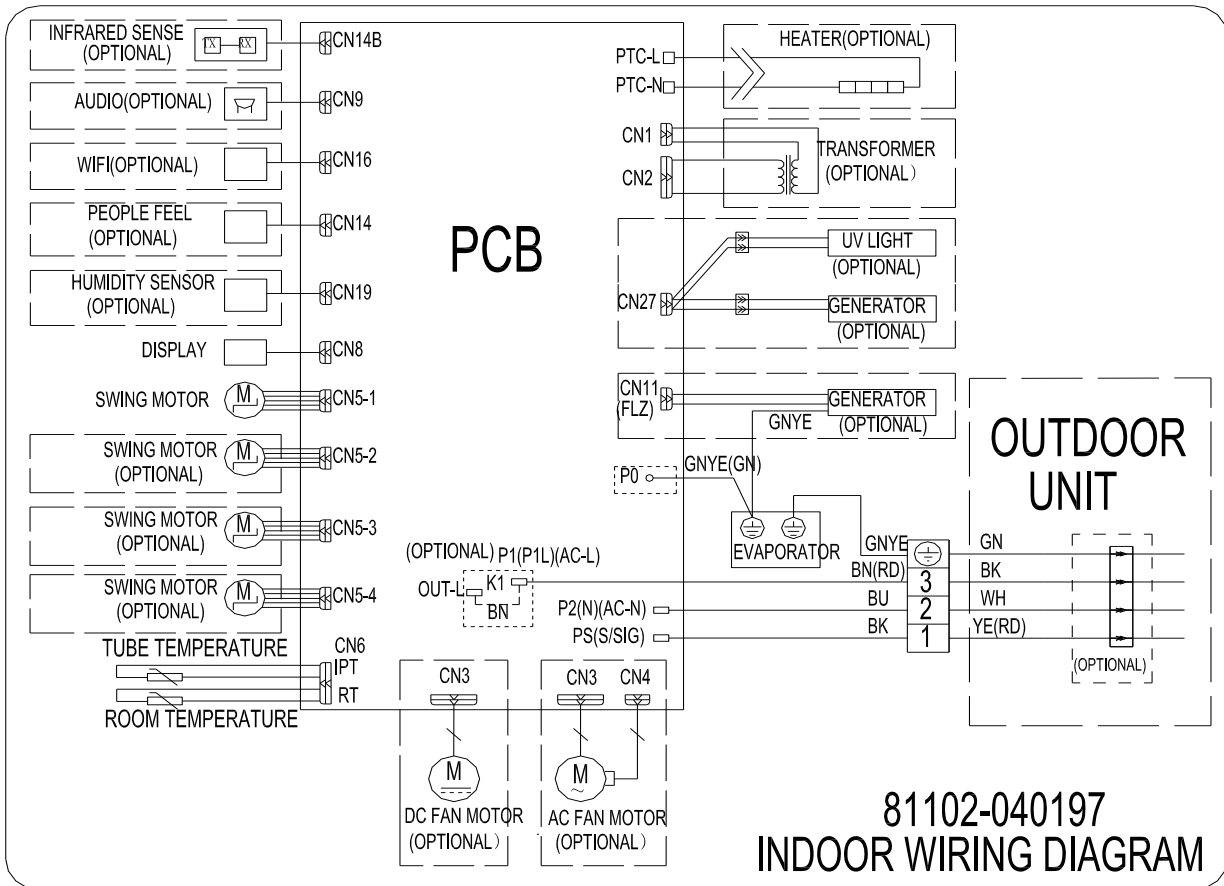 INFRARED SENSE
(OPTIONAL)
TX
RX
CN14B
AUDIO(OPTIONAL)
CN9
WIFI(OPTIONAL)
CN16
PEOPLE FEEL
(OPTIONAL)
CN14
HUMIDITY SENSOR
(OPTIONAL)
CN19
DISPLAY
CN8
SWING MOTOR
M
CN5-1
SWING MOTOR
(OPTIONAL)
M
CN5-2
SWING MOTOR
(OPTIONAL)
M
CN5-3
SWING MOTOR
(OPTIONAL)
M
CN5-4
TUBE TEMPERATURE
CN6
IPT
RT
ROOM TEMPERATURE
PCB
PTC-L
PTC-N
HEATER(OPTIONAL)
CN1
CN2
TRANSFORMER
(OPTIONAL)
CN27
UV LIGHT
(OPTIONAL)
GENERATOR
(OPTIONAL)
CN11
(FLZ)
GENERATOR
(OPTIONAL)
GNYE
P0
GNYE(GN)
EVAPORATOR
(OPTIONAL) P1(P1L)(AC-L)
OUT-L
K1
BN
P2(N)(AC-N)
PS(S/SIG)
GNYE
BN(RD)
BU
BK
3
2
1
GN
BK
WH
YE(RD)
OUTDOOR
UNIT
(OPTIONAL)
CN3
M
DC FAN MOTOR
(OPTIONAL)
CN3
CN4
M
~
AC FAN MOTOR
(OPTIONAL)
81102-040197
INDOOR WIRING DIAGRAM